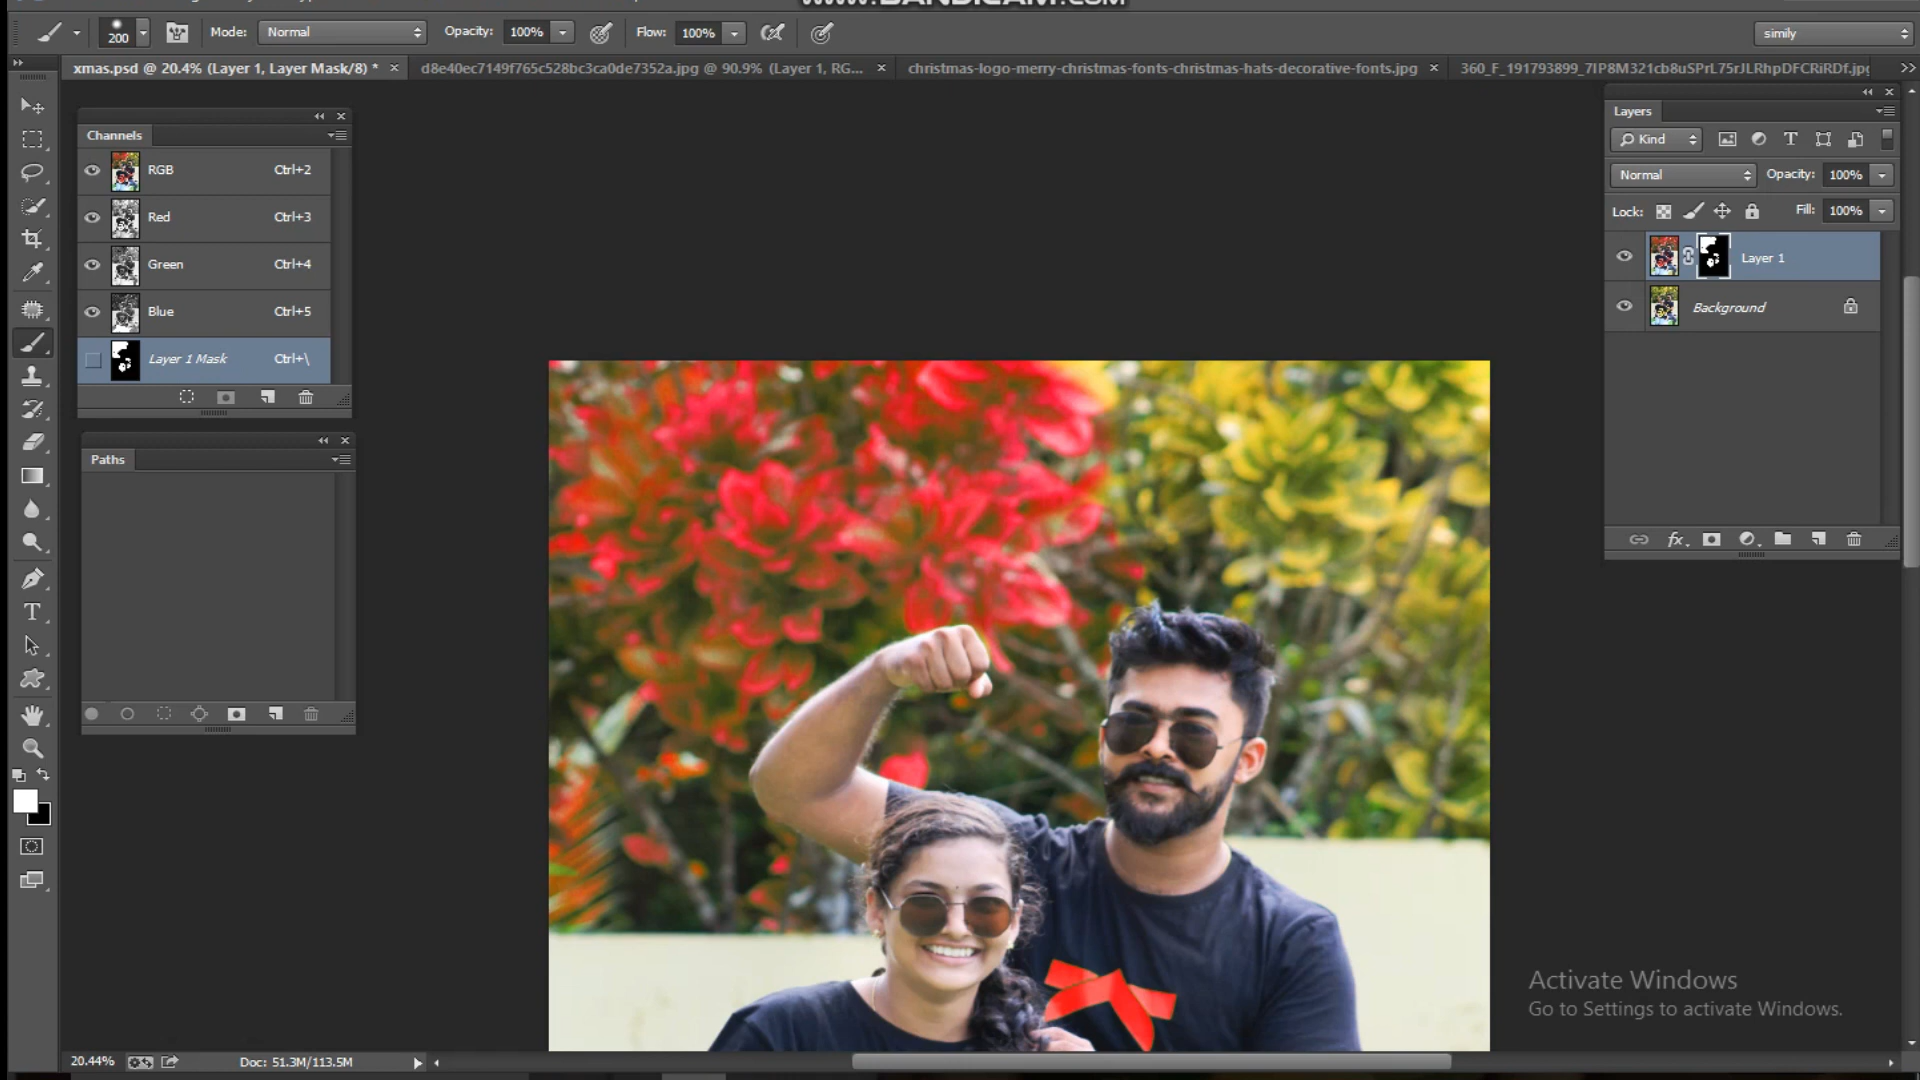 www.BANDICAM.com
200
Mode: Normal
Opacity: 100%
Flow: 100%
simily
xmas.psd @ 20.4% (Layer 1, Layer Mask/8) *
d8e40ec7149f765c528bc3ca0de7352a.jpg @ 90.9% (Layer 1, RG...
christmas-logo-merry-christmas-fonts-christmas-hats-decorative-fonts.jpg
360_F_191793899_7IP8M321cb8uSPrL75rJLRhpDFCRiRDf.jpg
Channels
RGB Ctrl+2
Red Ctrl+3
Green Ctrl+4
Blue Ctrl+5
Layer 1 Mask Ctrl+\
Paths
Layers
Kind
Normal
Opacity: 100%
Lock:
Fill: 100%
Layer 1
Background
Activate Windows
Go to Settings to activate Windows.
20.44%
Doc: 51.3M/113.5M